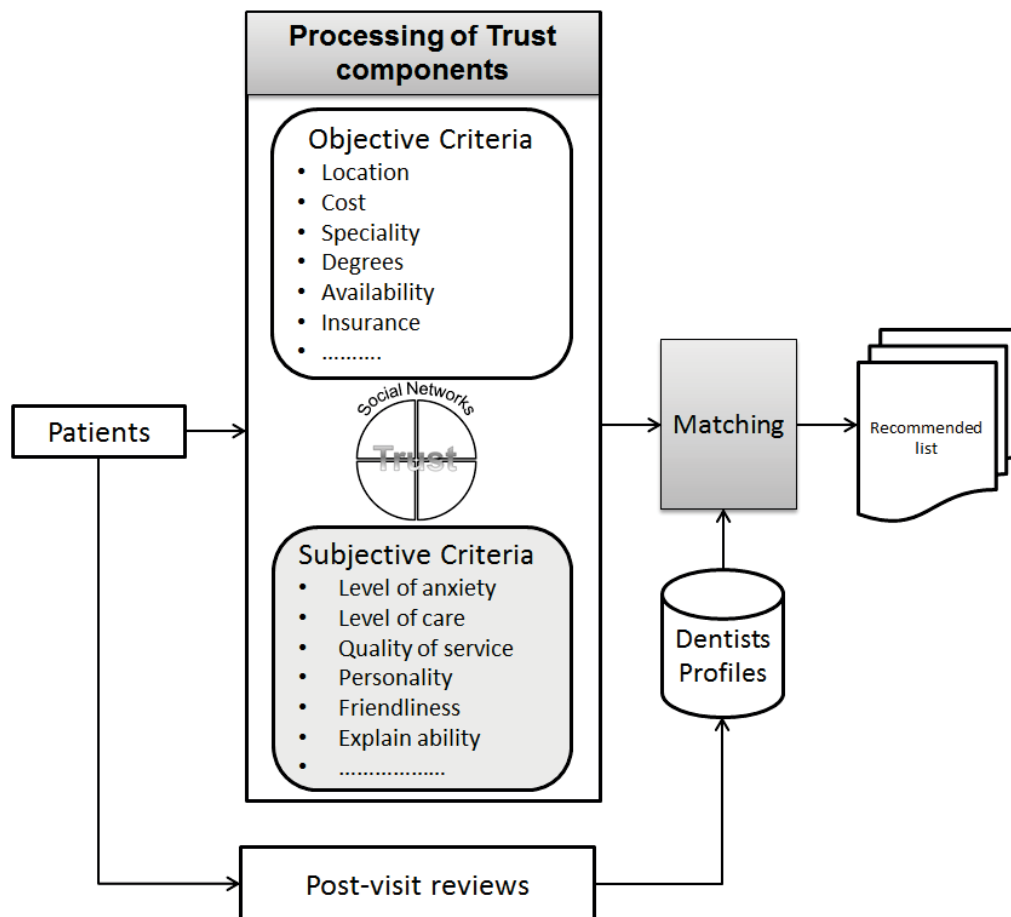 Processing of Trust
components
Objective Criteria
• Location
• Cost
• Speciality
• Degrees
• Availability
• Insurance
• ……….
Social Networks
Trust
Subjective Criteria
• Level of anxiety
• Level of care
• Quality of service
• Personality
• Friendliness
• Explain ability
• ………………
Patients
Matching
Recommended
list
Dentists
Profiles
Post-visit reviews